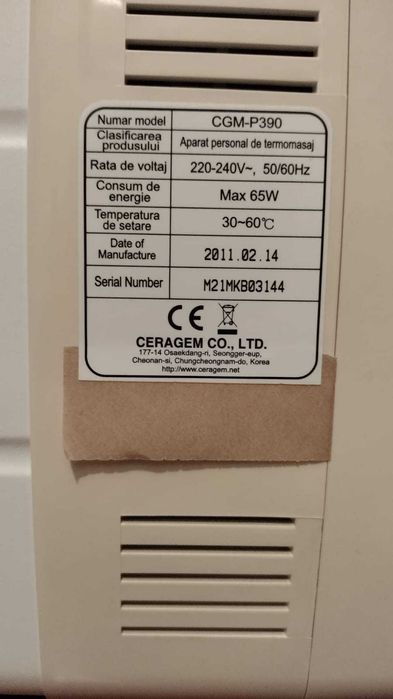 Numar model CGM-P390
Clasificarea
produsului Aparat personal de termomasaj
Rata de voltaj 220-240V~, 50/60Hz
Consum de
energie Max 65W
Temperatura
de setare 30~60℃
Date of
Manufacture 2011.02.14
Serial Number M21MKB03144
CE
CERAGEM CO., LTD.
177-14 Osaekdang-ri, Seongger-eup,
Cheonan-si, Chungcheongnam-do, Korea
http://www.ceragem.net